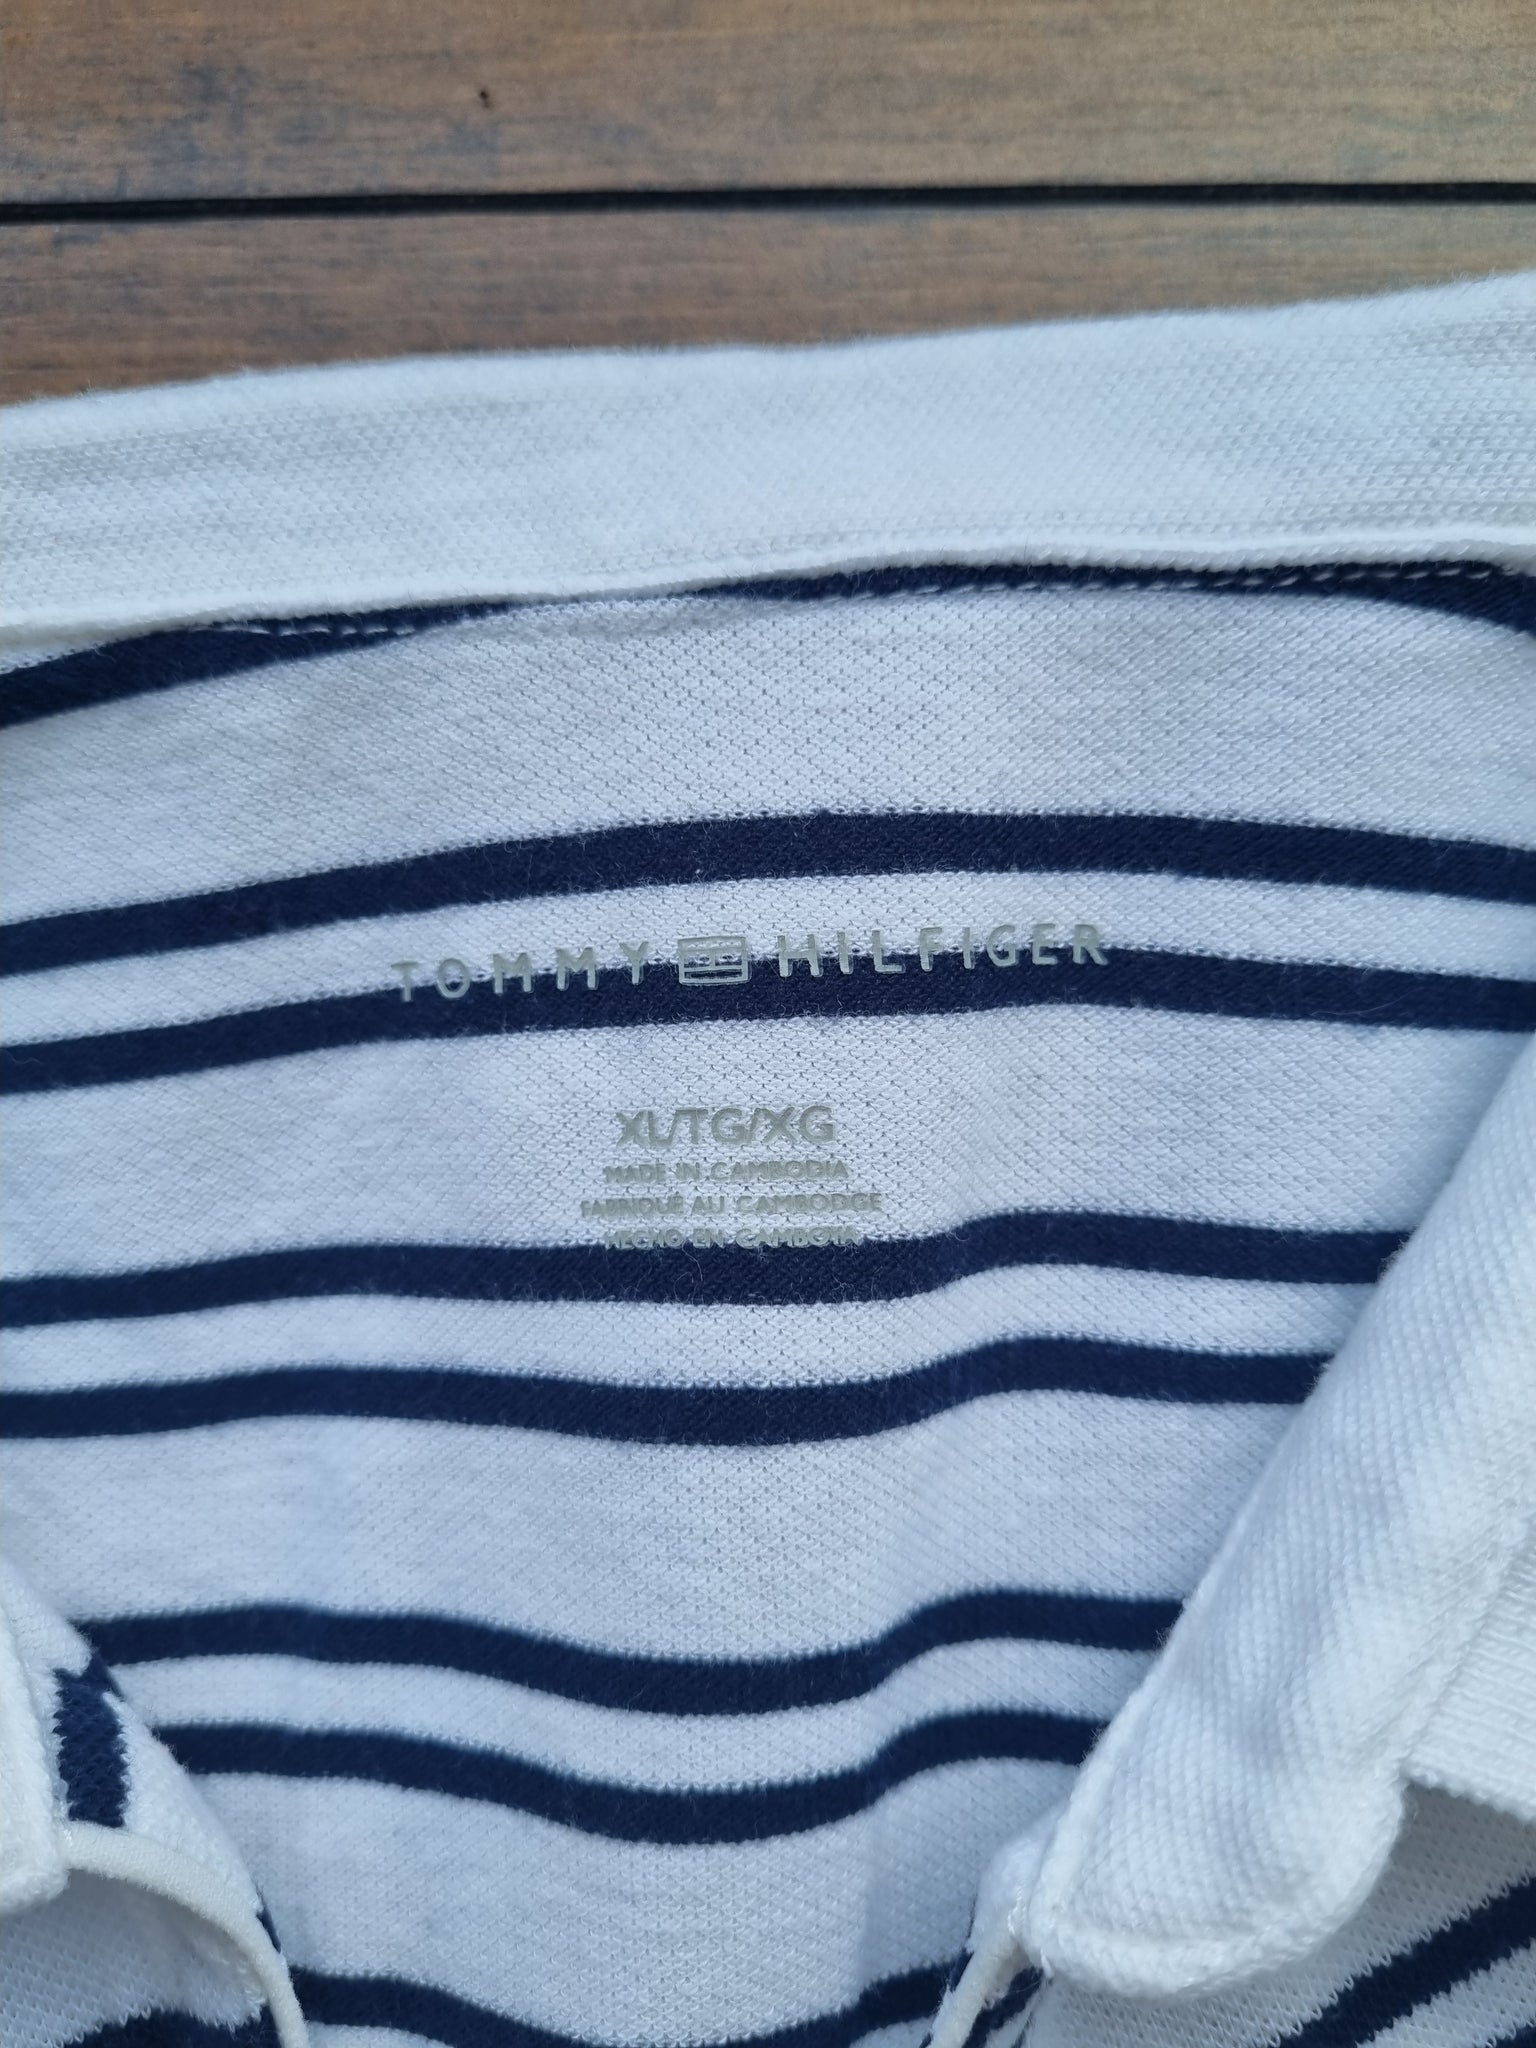 TOMMY HILFIGER
XL/TG/XG
MADE IN CAMBODIA
FABRIQUÉ AU CAMBODGE
HECHO EN CAMBOYA